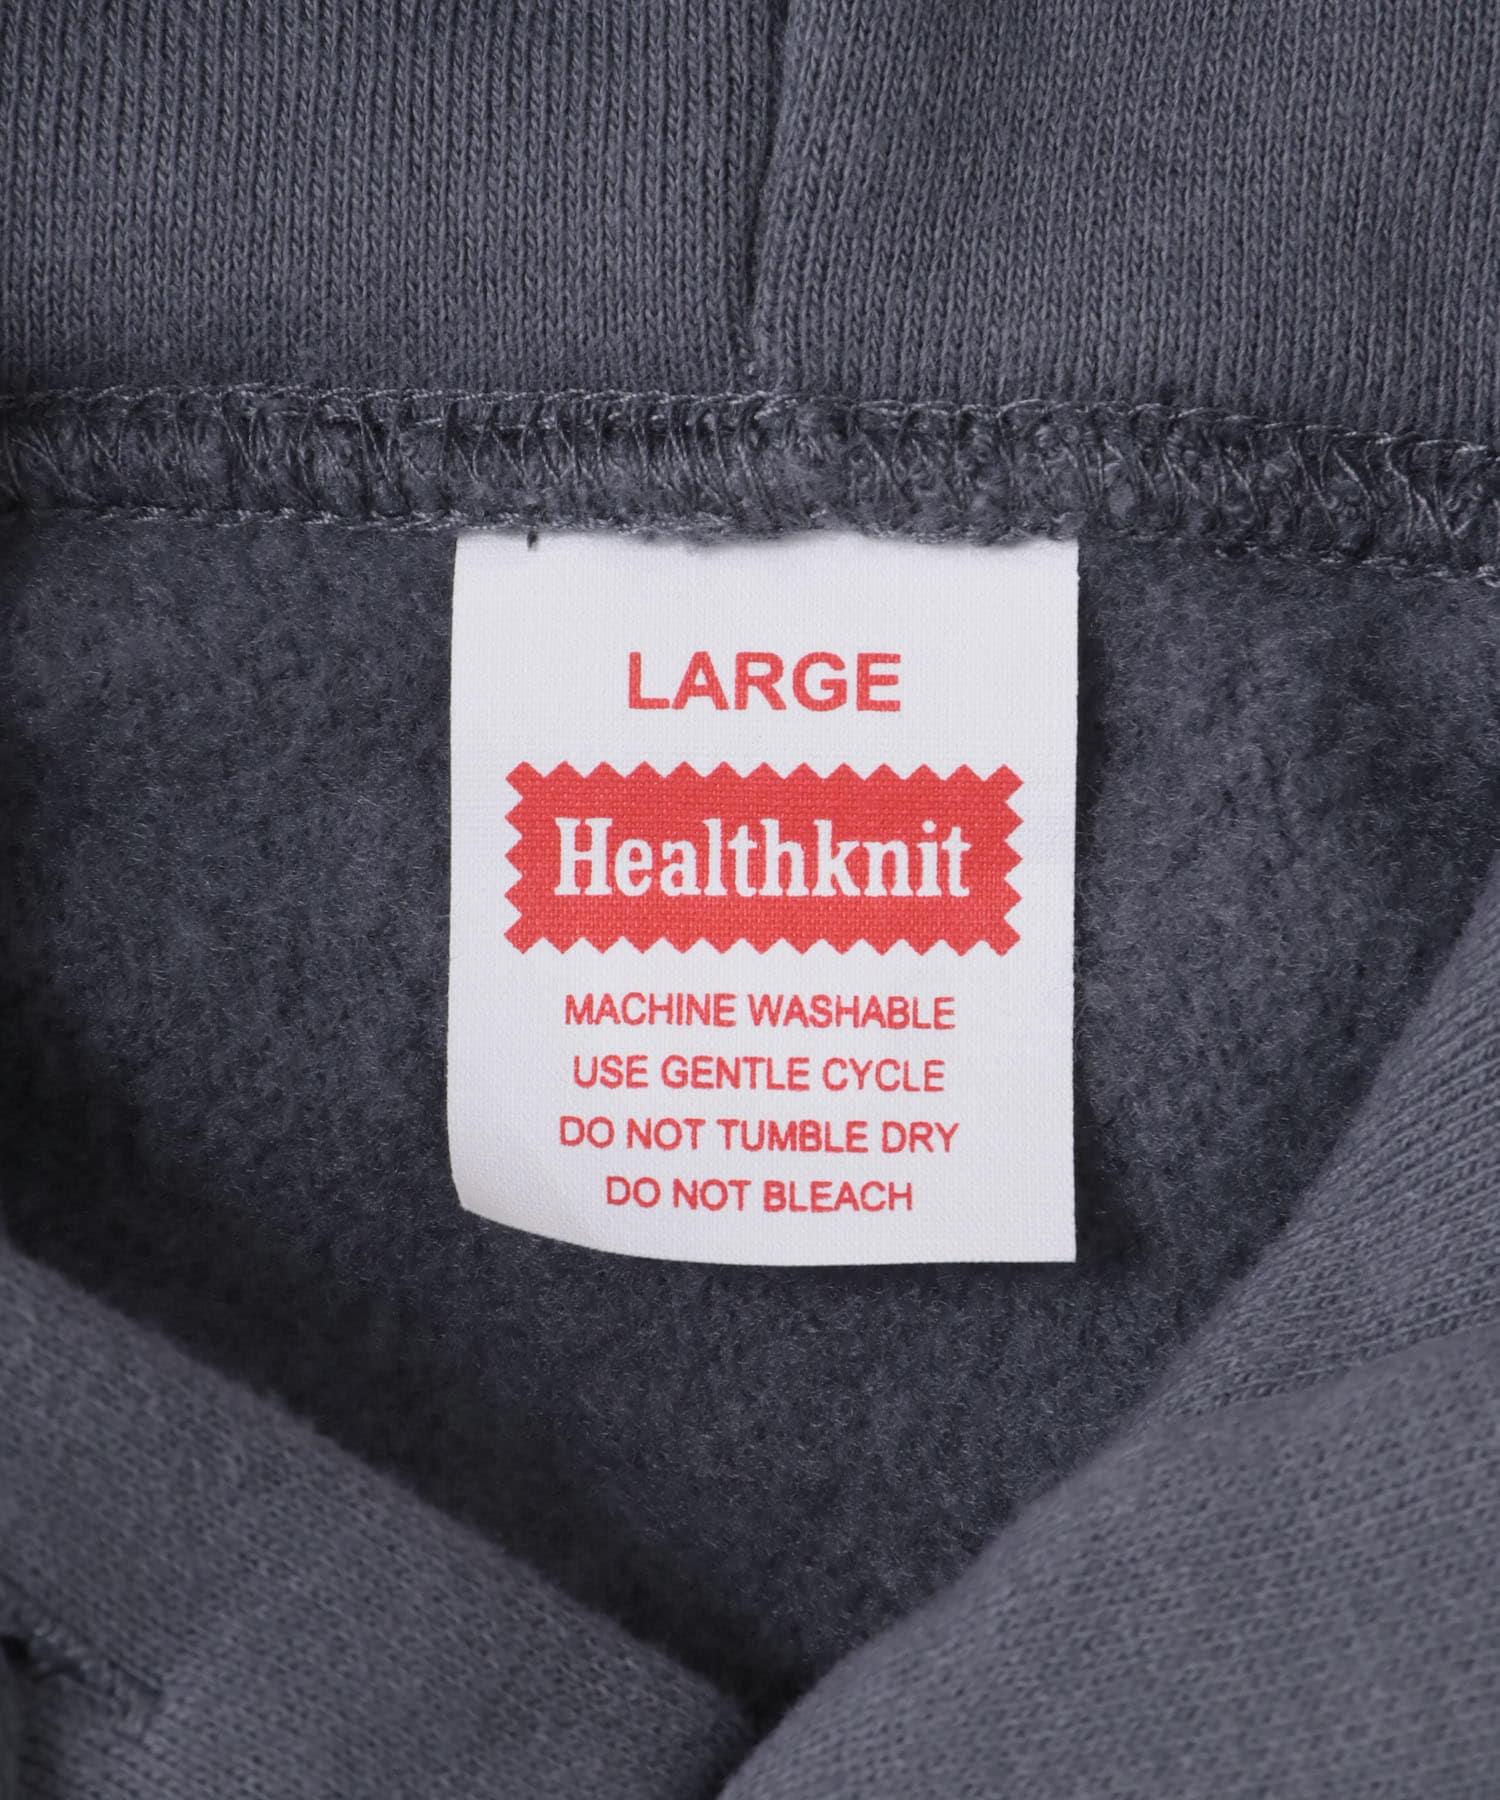 LARGE
Healthknit
MACHINE WASHABLE
USE GENTLE CYCLE
DO NOT TUMBLE DRY
DO NOT BLEACH